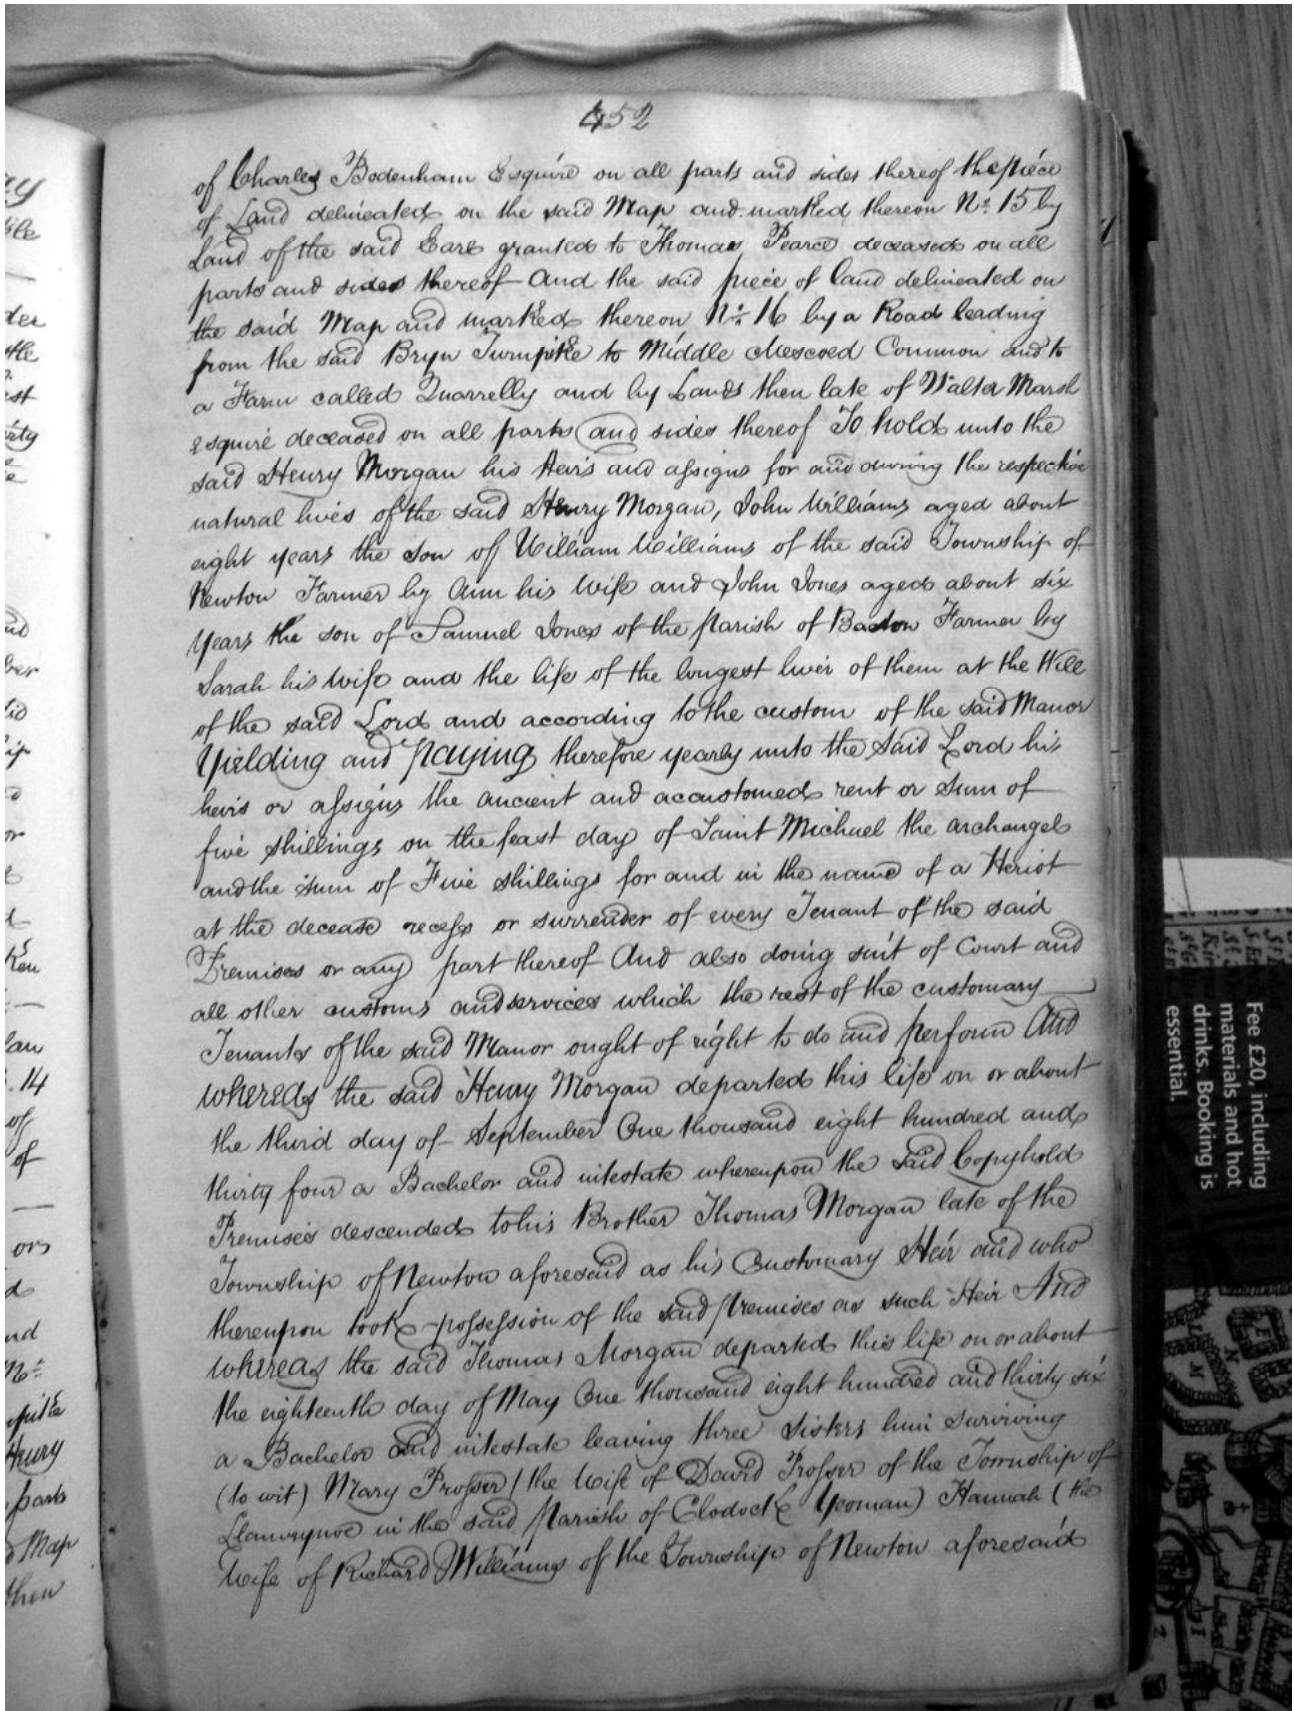 452
of Charles Bodenham Esquire on all parts and sides thereof the piece
of Land delineated on the said Map and marked thereon No. 15 by
Land of the said Earl granted to Thomas Pearce deceased on all
parts and sides thereof And the said piece of land delineated on
the said Map and marked thereon No. 16 by a Road leading
from the said Bryn Turnpike to Middle Mescoed Common and to
a Farm called Quarrelly and by Lands then late of Walter Marsh
Esquire deceased on all parts and sides thereof To hold unto the
said Henry Morgan his Heirs and assigns for and during the respective
natural lives of the said Henry Morgan, John Williams aged about
eight years the son of William Williams of the said Township of
Newton Farmer by Ann his Wife and John Jones aged about six
Years the son of Samuel Jones of the parish of Bacton Farmer by
Sarah his Wife and the life of the longest liver of them at the Will
of the said Lord and according to the custom of the said Manor
Yielding and paying therefore yearly unto the said Lord his
heirs or assigns the ancient and accustomed rent or Sum of
five shillings on the feast day of Saint Michael the archangel
and the sum of Five shillings for and in the name of a Heriot
at the decease recess or surrender of every Tenant of the said
Premises or any part thereof And also doing suit of Court and
all other customs and services which the rest of the customary
Tenants of the said Manor ought of right to do and perform And
whereas the said Henry Morgan departed this life on or about
the third day of September One thousand eight hundred and
thirty four a Bachelor and intestate whereupon the said Copyhold
Premises descended to his Brother Thomas Morgan late of the
Township of Newton aforesaid as his Customary Heir and who
thereupon took possession of the said premises as such Heir And
whereas the said Thomas Morgan departed this life on or about
the eighteenth day of May One thousand eight hundred and thirty six
a Bachelor and intestate leaving three Sisters him surviving
(to wit) Mary Prosser (the Wife of David Prosser of the Township of
Llanveynoe in the said parish of Clodock Yeoman) Hannah (the
Wife of Richard Williams of the Township of Newton aforesaid
Fee £20, including
materials and hot
drinks. Booking is
essential.